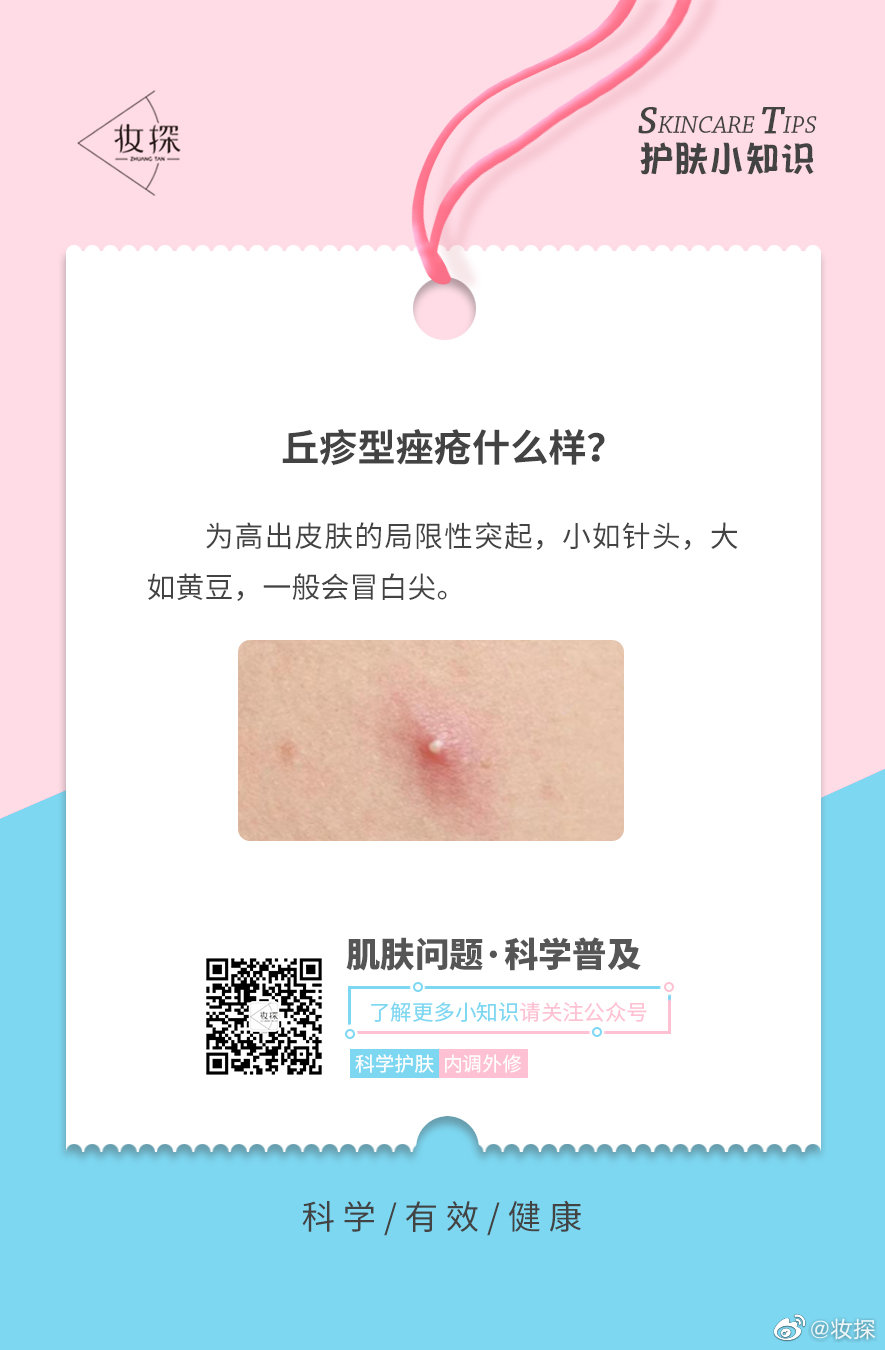 妆探
ZHUANG TAN
SKINCARE TIPS
护肤小知识
丘疹型痤疮什么样？
为高出皮肤的局限性突起，小如针头，大
如黄豆，一般会冒白尖。
肌肤问题·科学普及
妆探
了解更多小知识请关注公众号
科学护肤 内调外修
科学/有效/健康
@妆探